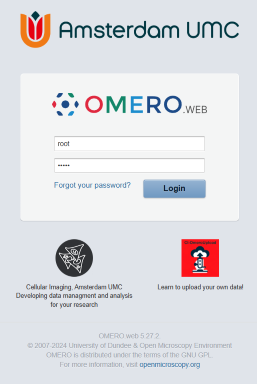 Amsterdam UMC
OMERO.WEB
root
•••••
Forgot your password?
Login
Cellular Imaging, Amsterdam UMC
Developing data managment and analysis
for your research
Learn to upload your own data!
OMERO.web 5.27.2
© 2007-2024 University of Dundee & Open Microscopy Environment
OMERO is distributed under the terms of the GNU GPL.
For more information, visit openmicroscopy.org